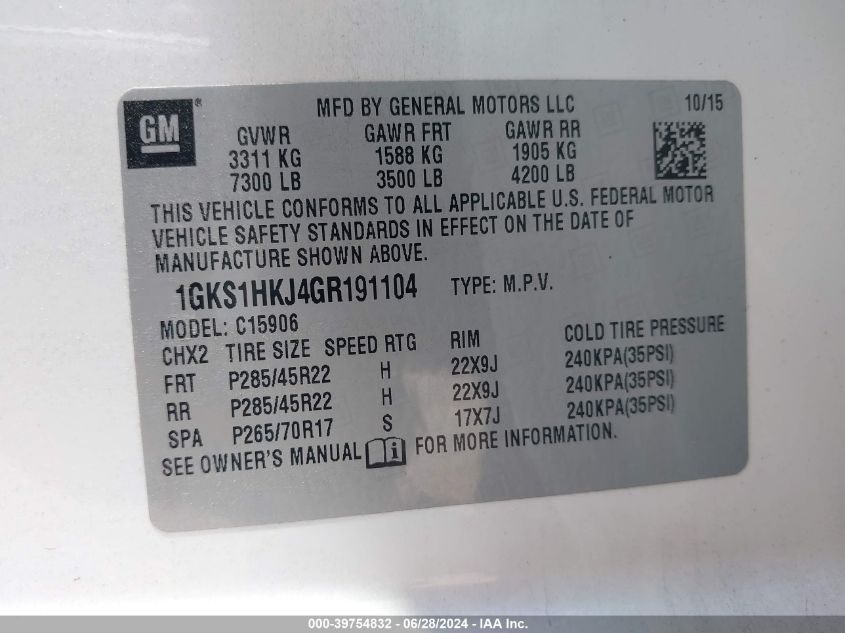 GM ® MFD BY GENERAL MOTORS LLC 10/15
GVWR GAWR FRT GAWR RR
3311 KG 1588 KG 1905 KG
7300 LB 3500 LB 4200 LB
THIS VEHICLE CONFORMS TO ALL APPLICABLE U.S. FEDERAL MOTOR
VEHICLE SAFETY STANDARDS IN EFFECT ON THE DATE OF
MANUFACTURE SHOWN ABOVE.
1GKS1HKJ4GR191104 TYPE: M.P.V.
MODEL: C15906
CHX2 TIRE SIZE SPEED RTG RIM COLD TIRE PRESSURE
FRT P285/45R22 H 22X9J 240KPA(35PSI)
RR P285/45R22 H 22X9J 240KPA(35PSI)
SPA P265/70R17 S 17X7J 240KPA(35PSI)
SEE OWNER'S MANUAL i FOR MORE INFORMATION.
000-39754832 - 06/28/2024 - IAA Inc.